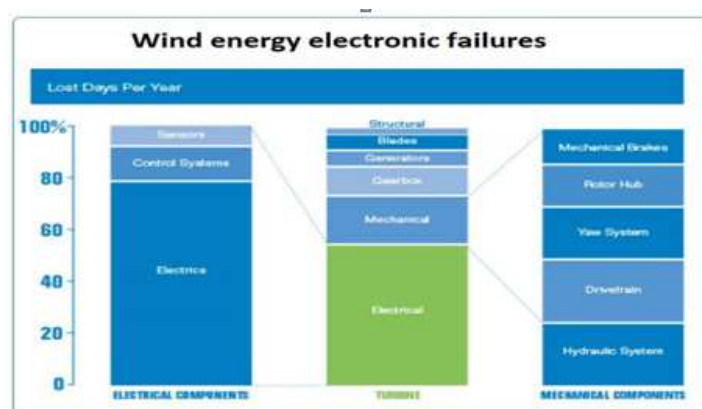 Wind energy electronic failures
Lost Days Per Year
100%
80
60
40
20
0
Sensors
Control Systems
Electrics
ELECTRICAL COMPONENTS
Structural
Blades
Generators
Gearbox
Mechanical
Electrical
TURBINE
Mechanical Brakes
Rotor Hub
Yaw System
Drivetrain
Hydraulic System
MECHANICAL COMPONENTS